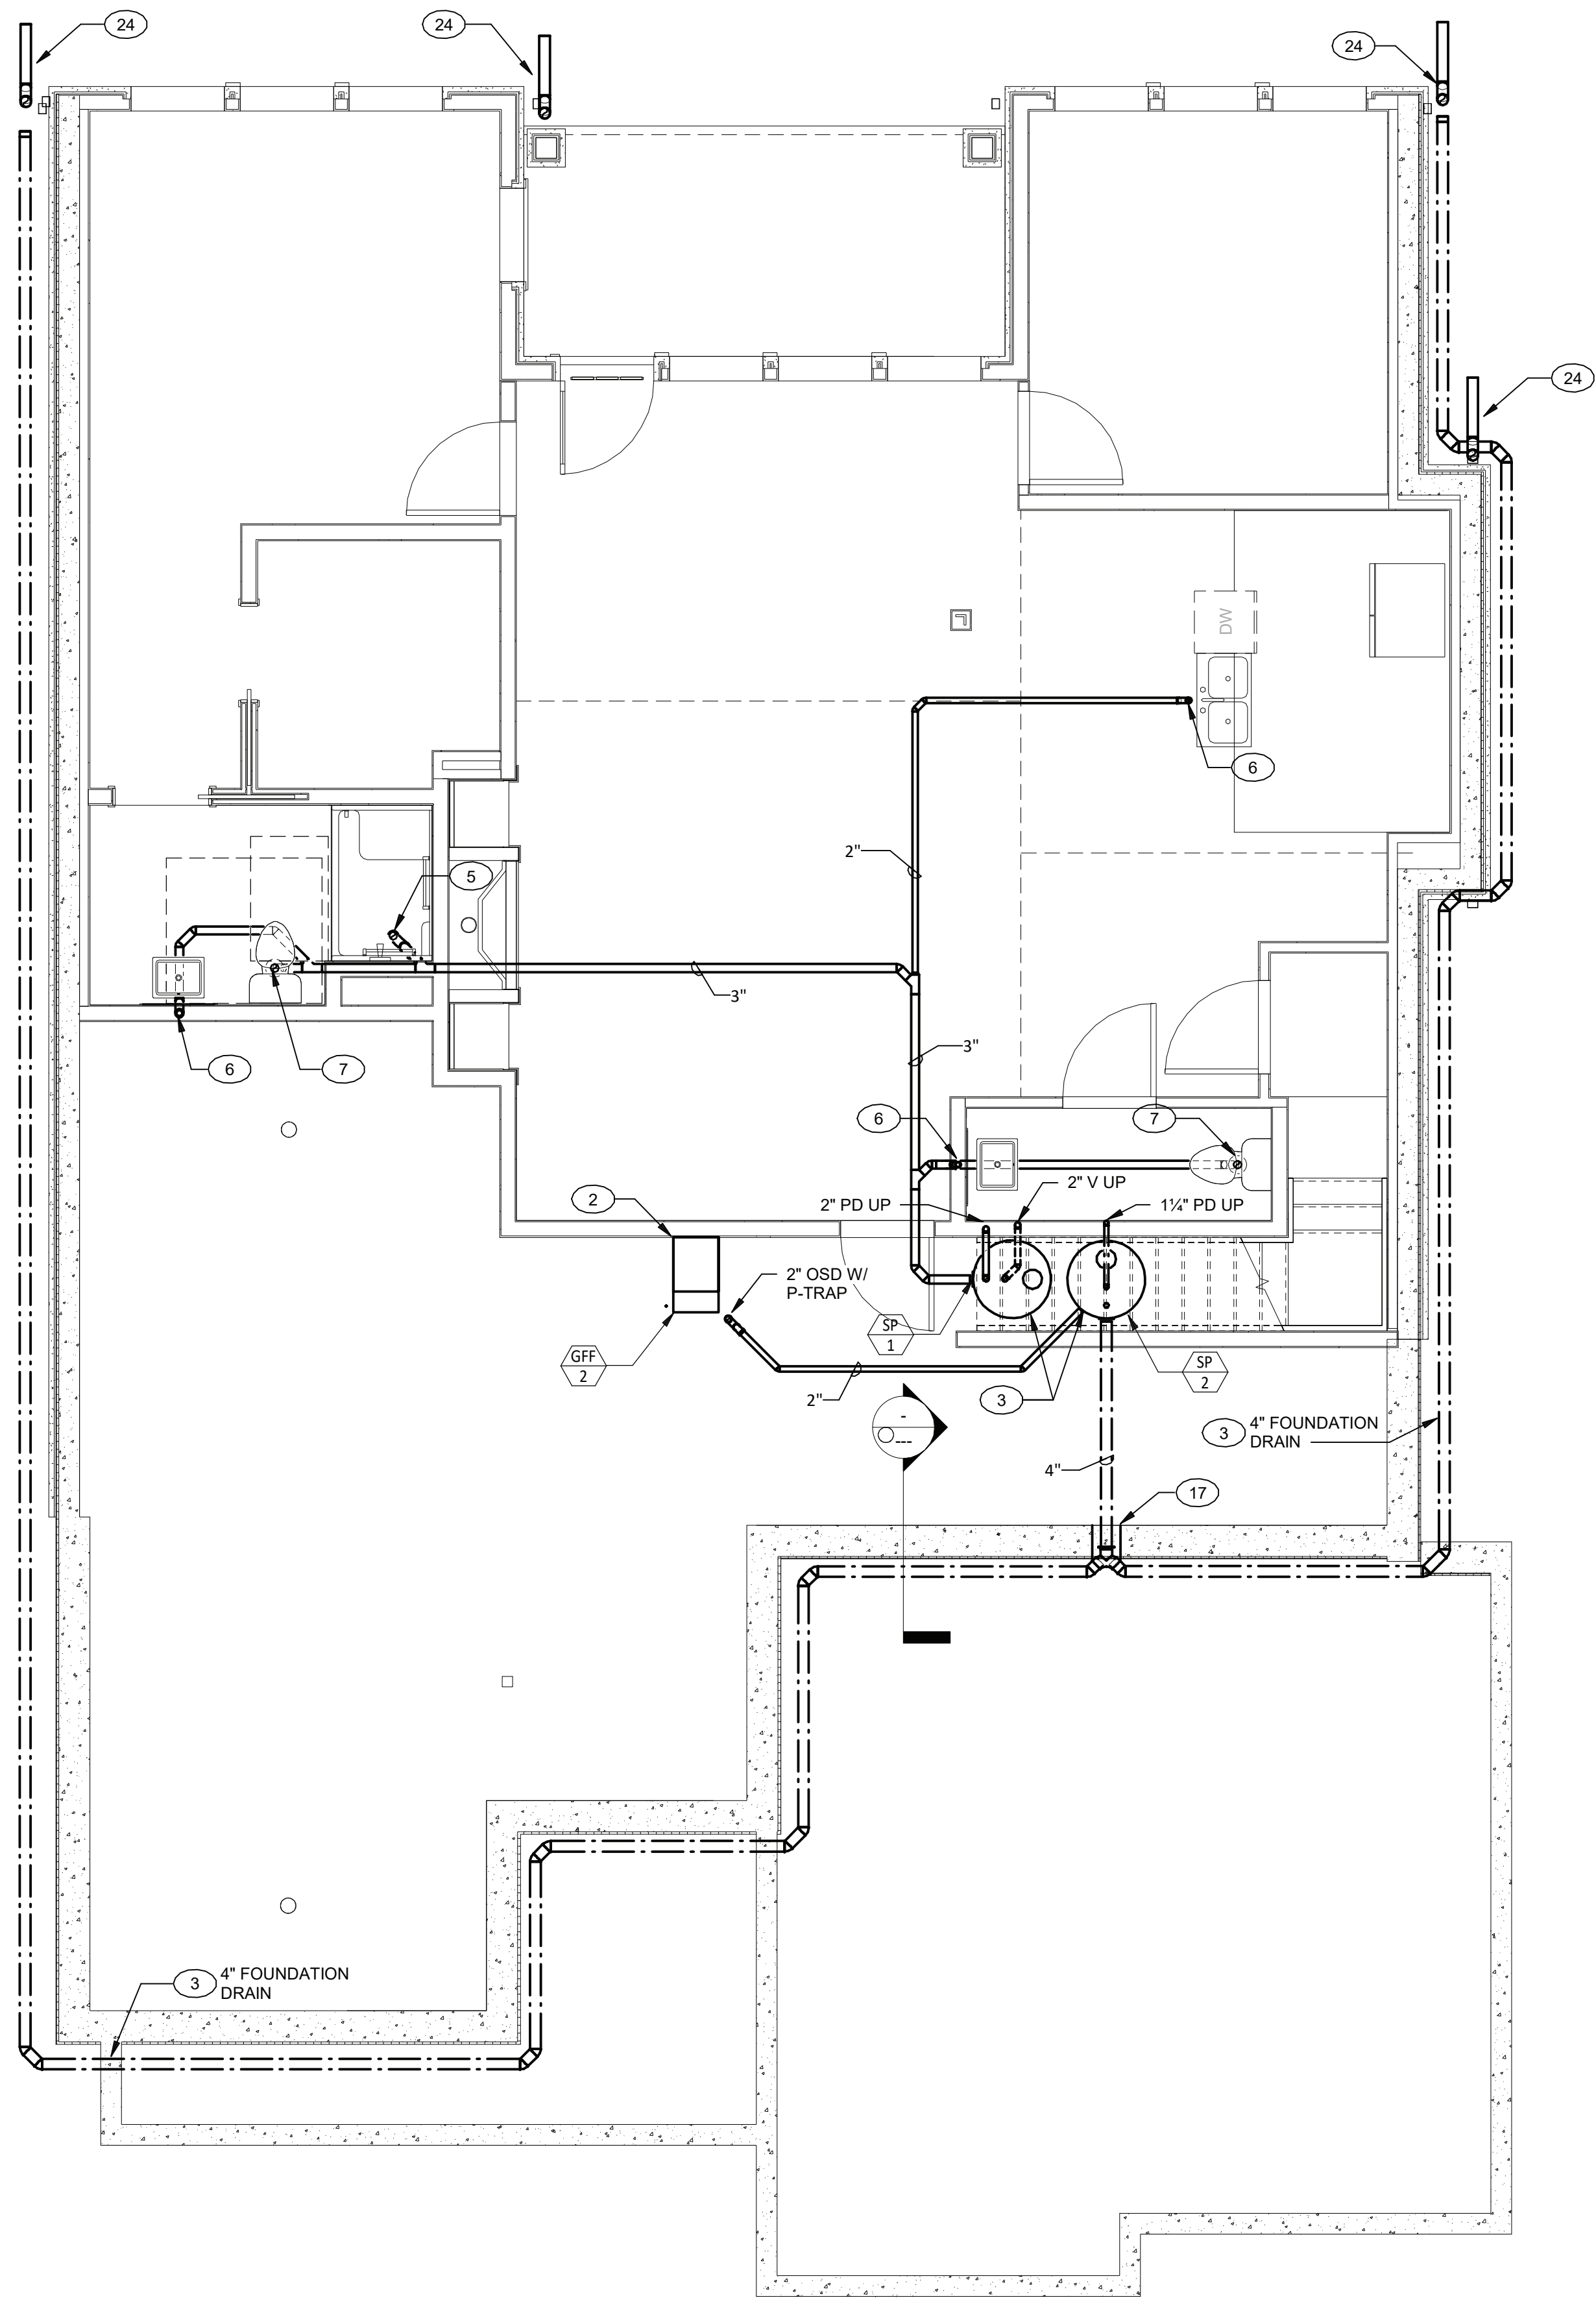 24
24
24
24
DW
6
2"
5
3"
6
7
3"
6
7
2
2" PD UP
2" V UP
1¼" PD UP
2" OSD W/
P-TRAP
SP
1
GFF
2
SP
2
2"
3
-
---
3
4" FOUNDATION
DRAIN
4"
17
3
4" FOUNDATION
DRAIN